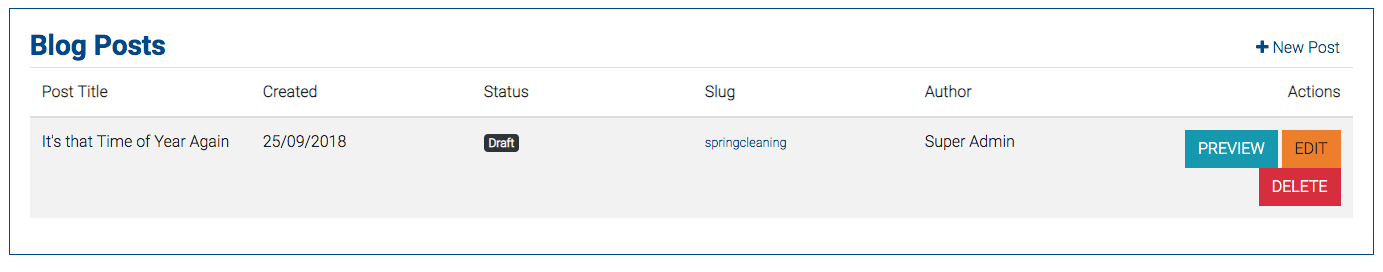 Blog Posts
New Post
Post Title Created Status Slug Author Actions
It's that Time of Year Again 25/09/2018 Draft springcleaning Super Admin PREVIEW EDIT
DELETE